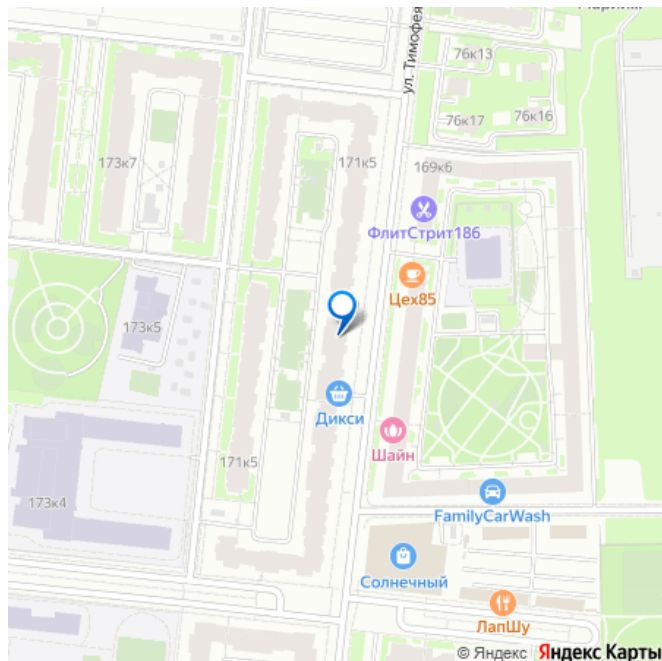 ул. Тимофея
76к13
76к17
76к16
173к7
171к5
169к6
ФлитСтрит186
Цех85
173к5
Дикси
Шайн
171к5
173к4
FamilyCarWash
Солнечный
ЛапШу
© Яндекс Яндекс Карты